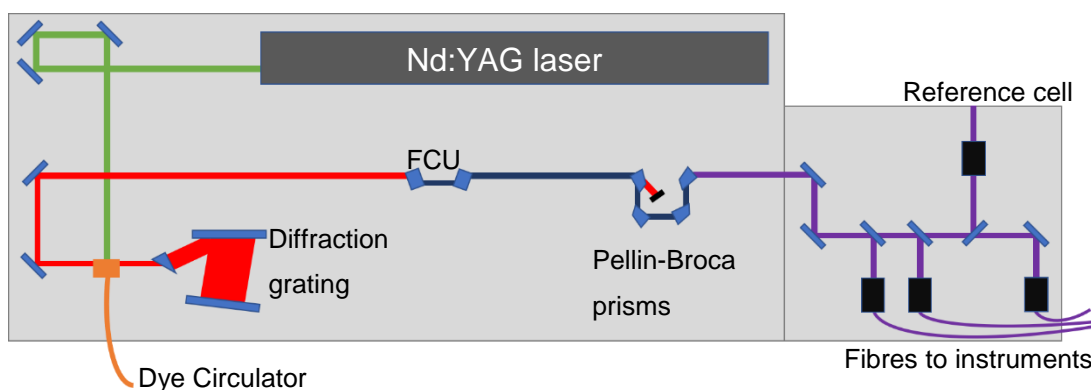 Nd:YAG laser
Reference cell
FCU
Diffraction
grating
Pellin-Broca
prisms
Fibres to instruments
Dye Circulator